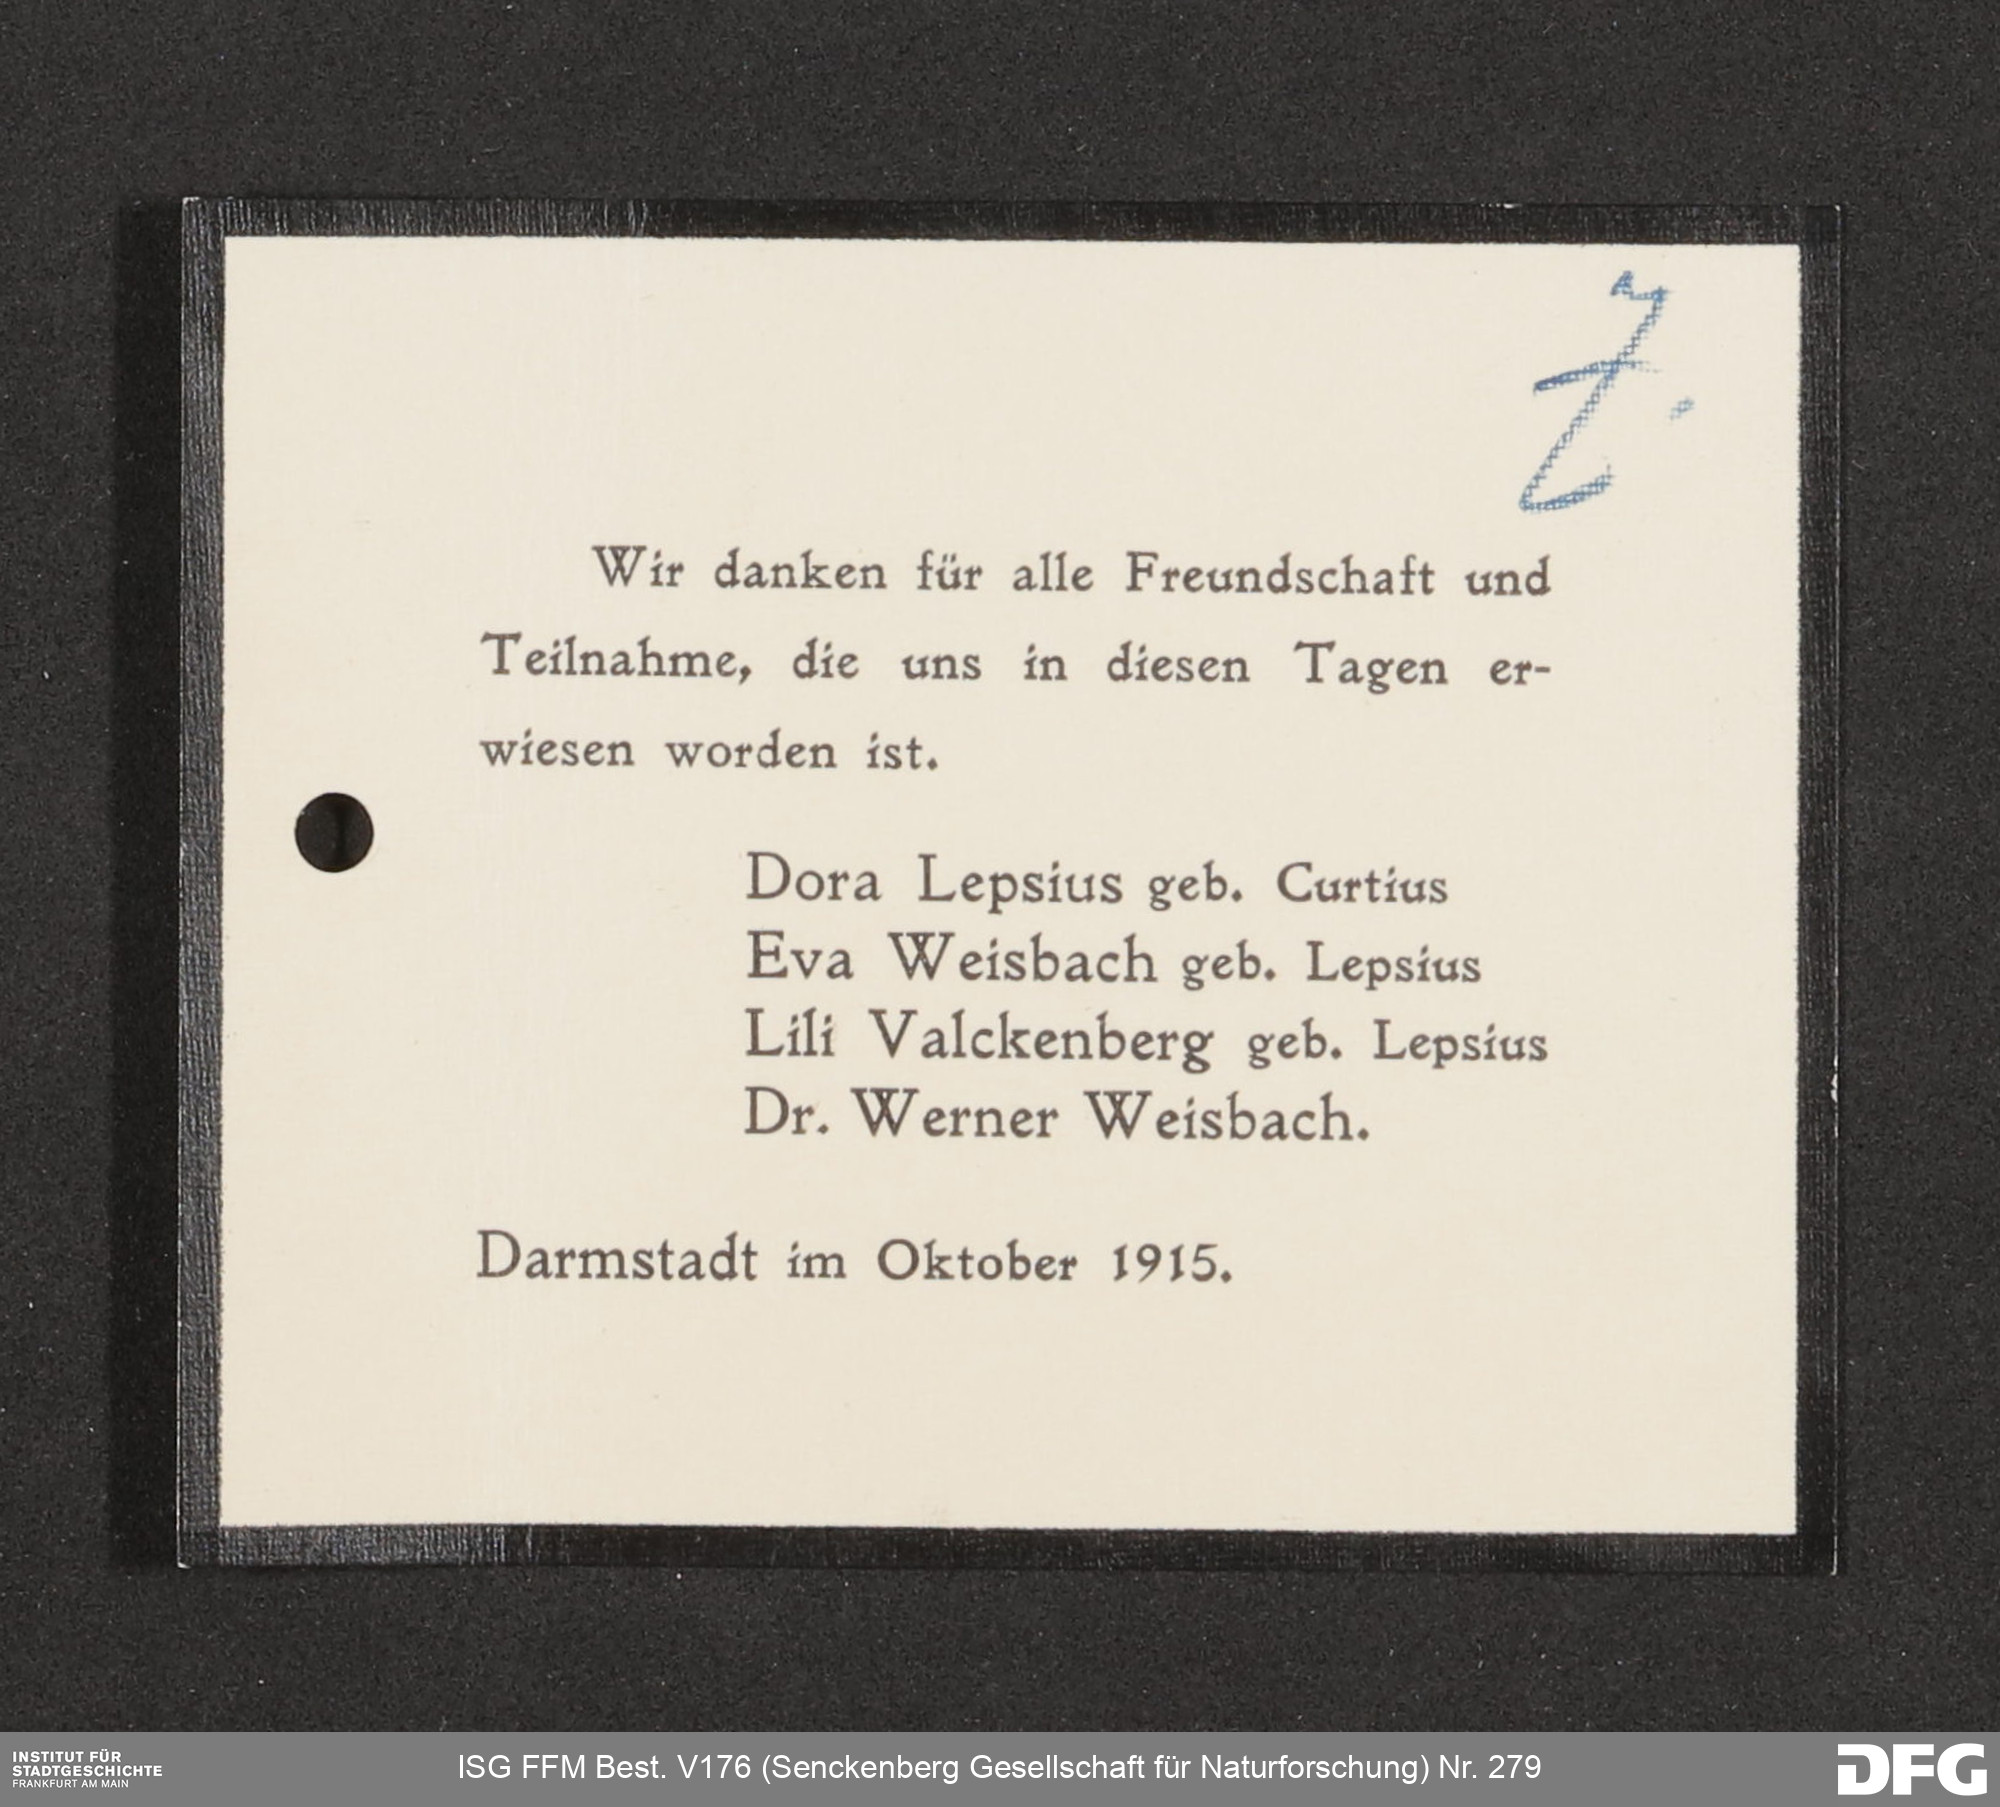 Z.
Wir danken für alle Freundschaft und
Teilnahme, die uns in diesen Tagen er-
wiesen worden ist.
Dora Lepsius geb. Curtius
Eva Weisbach geb. Lepsius
Lili Valckenberg geb. Lepsius
Dr. Werner Weisbach.
Darmstadt im Oktober 1915.
INSTITUT FÜR
STADTGESCHICHTE
FRANKFURT AM MAIN
ISG FFM Best. V176 (Senckenberg Gesellschaft für Naturforschung) Nr. 279
DFG